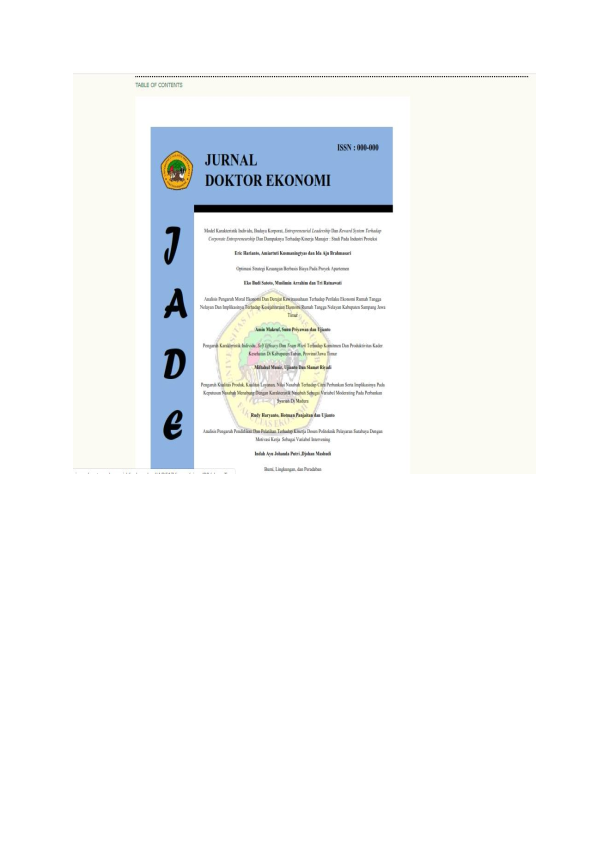 TABLE OF CONTENTS
ISSN : 000-000
JURNAL
DOKTOR EKONOMI
J
A
D
E
Model Karakteristik Individu, Budaya Korporat, Entrepreneurial Leadership Dan Reward System Terhadap
Corporate Entrepreneurship Dan Dampaknya Terhadap Kinerja Manajer : Studi Pada Industri Proteksi
Eric Harianto, Amiartuti Kusmaningtyas dan Ida Aju Brahmasari
Optimasi Strategi Keuangan Berbasis Biaya Pada Proyek Apartemen
Eko Budi Satoto, Muslimin Arrahim dan Tri Ratnawati
Analisis Pengaruh Moral Ekonomi Dan Derajat Kewirausahaan Terhadap Perilaku Ekonomi Rumah Tangga
Nelayan Dan Implikasinya Terhadap Kesejahteraan Ekonomi Rumah Tangga Nelayan Kabupaten Sampang Jawa
Timur
Amin Makruf, Sunu Priyawan dan Ujianto
Pengaruh Karakteristik Individu, Self Efficacy Dan Team Work Terhadap Komitmen Dan Produktivitas Kader
Kesehatan Di Kabupaten Tuban, Provinsi Jawa Timur
Miftahul Munir, Ujianto Dan Slamet Riyadi
Pengaruh Kualitas Produk, Kualitas Layanan, Nilai Nasabah Terhadap Citra Perbankan Serta Implikasinya Pada
Keputusan Nasabah Menabung Dengan Karakteristik Nasabah Sebagai Variabel Moderating Pada Perbankan
Syariah Di Madura
Rudy Haryanto, Hotman Panjaitan dan Ujianto
Analisis Pengaruh Pendidikan Dan Pelatihan Terhadap Kinerja Dosen Politeknik Pelayaran Surabaya Dengan
Motivasi Kerja Sebagai Variabel Intervening
Indah Ayu Johanda Putri ,Djohan Mashudi
Bumi, Lingkungan, dan Peradaban